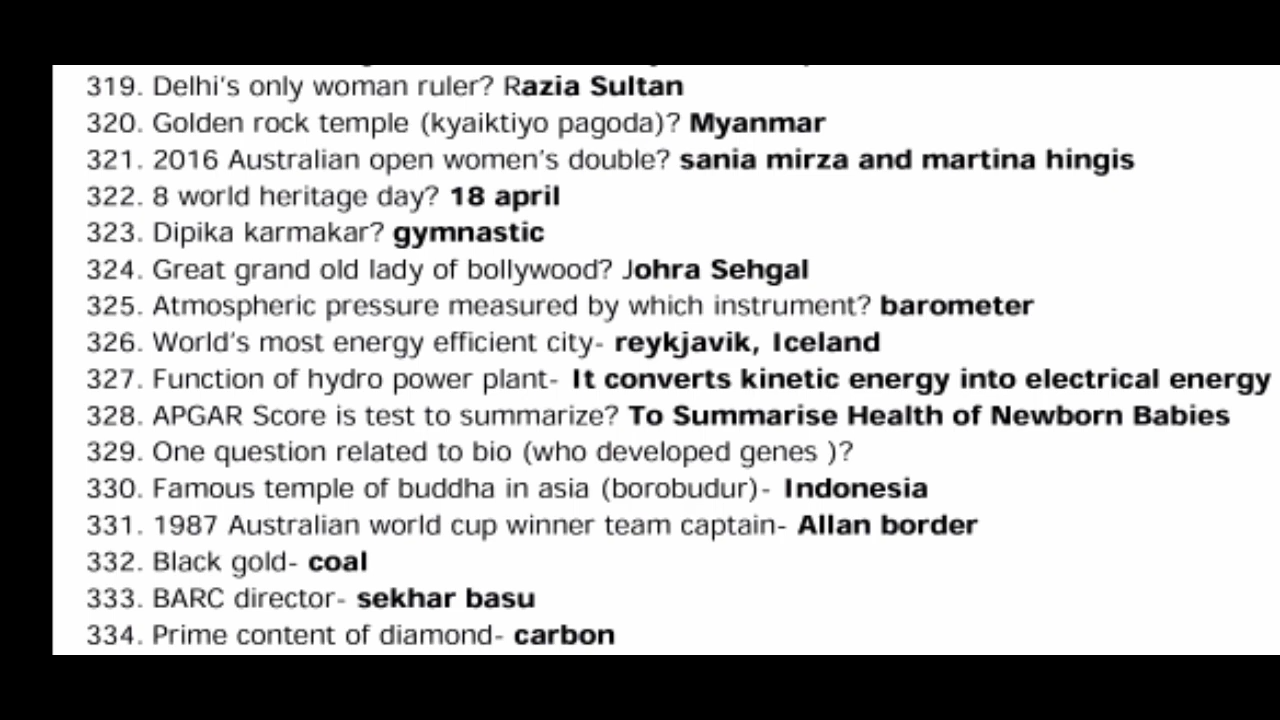 319. Delhi's only woman ruler? Razia Sultan
320. Golden rock temple (kyaiktiyo pagoda)? Myanmar
321. 2016 Australian open women's double? sania mirza and martina hingis
322. 8 world heritage day? 18 april
323. Dipika karmakar? gymnastic
324. Great grand old lady of bollywood? Johra Sehgal
325. Atmospheric pressure measured by which instrument? barometer
326. World's most energy efficient city- reykjavik, Iceland
327. Function of hydro power plant- It converts kinetic energy into electrical energy
328. APGAR Score is test to summarize? To Summarise Health of Newborn Babies
329. One question related to bio (who developed genes )?
330. Famous temple of buddha in asia (borobudur)- Indonesia
331. 1987 Australian world cup winner team captain- Allan border
332. Black gold- coal
333. BARC director- sekhar basu
334. Prime content of diamond- carbon